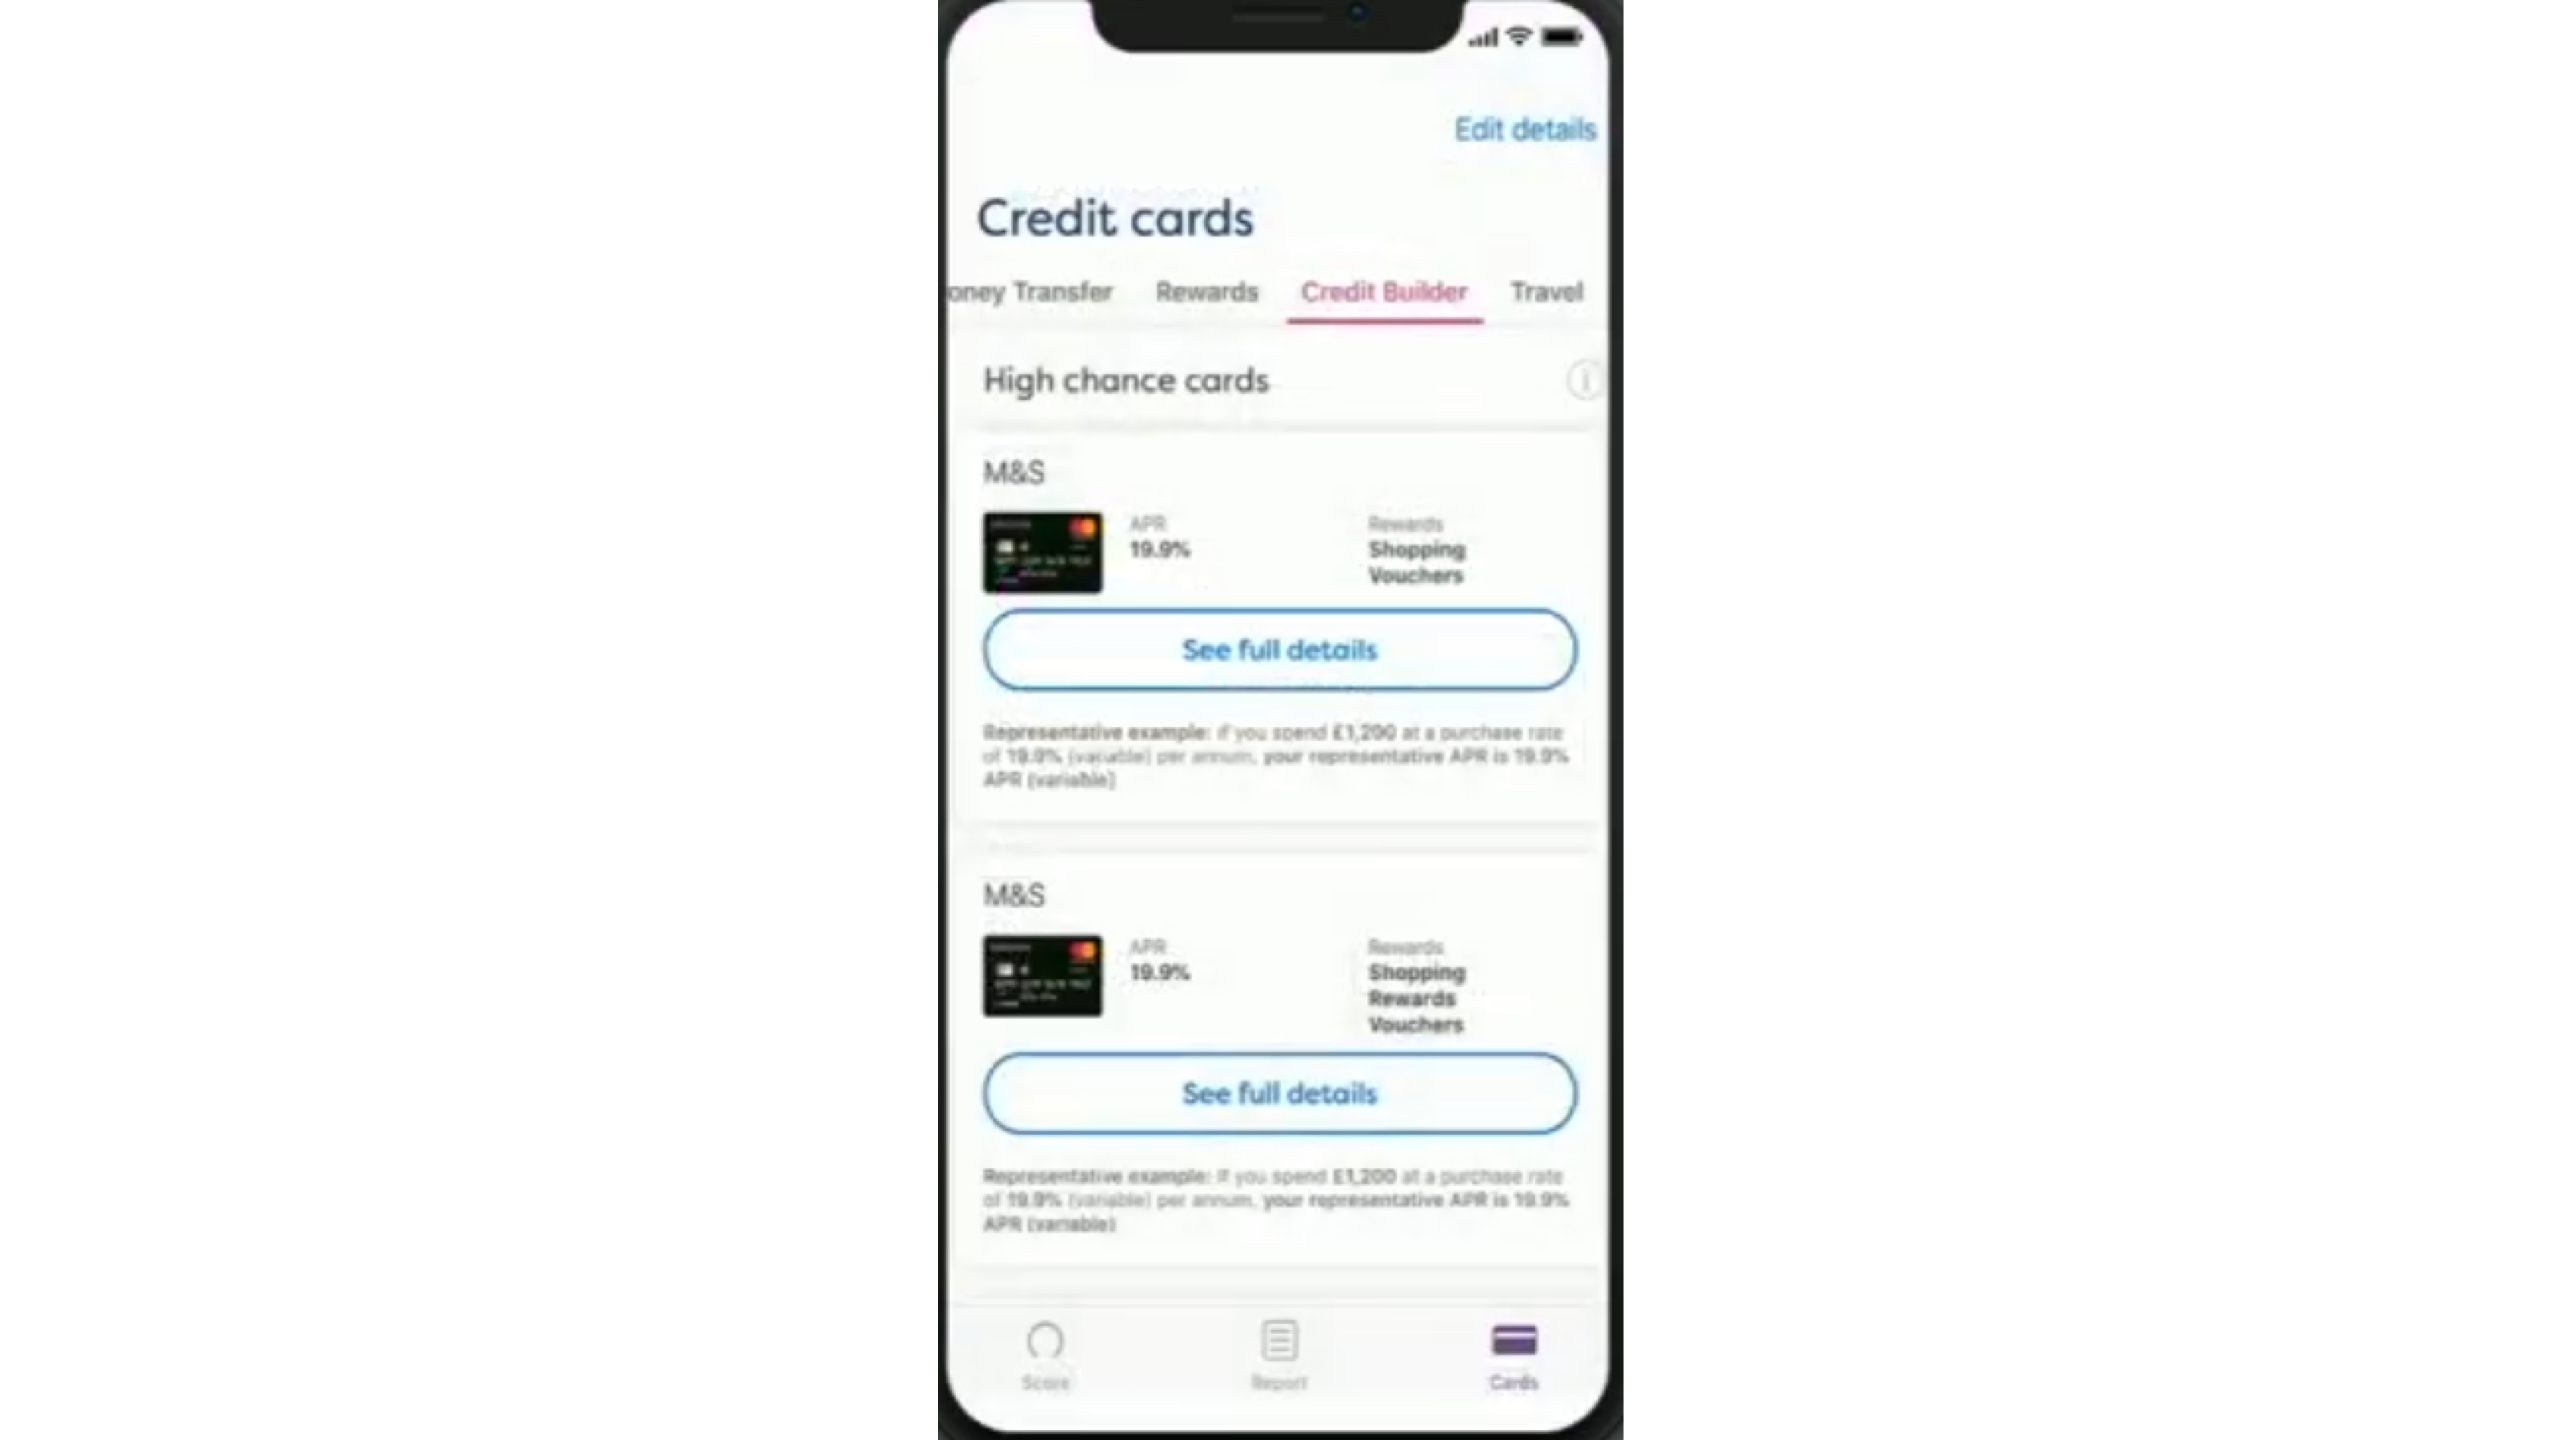 Edit details
Credit cards
oney Transfer Rewards Credit Builder Travel
High chance cards
M&S
APR Rewards
19.9% Shopping
Vouchers
See full details
Representative example: if you spend £1,200 at a purchase rate
of 19.9% (variable) per annum, your representative APR is 19.9%
APR (variable)
M&S
APR Rewards
19.9% Shopping
Rewards
Vouchers
See full details
Representative example: if you spend £1,200 at a purchase rate
of 19.9% (variable) per annum, your representative APR is 19.9%
APR (variable)
Score Report Cards